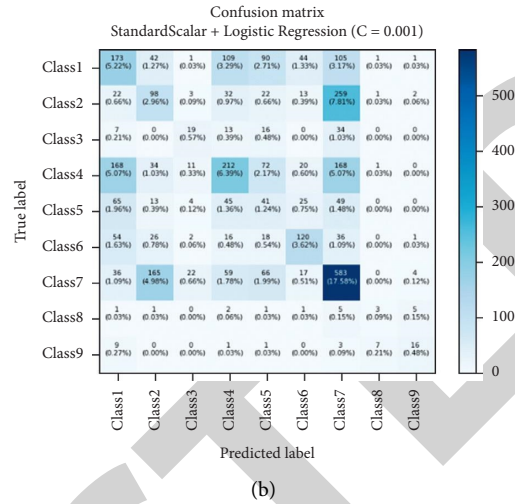 Confusion matrix
StandardScalar + Logistic Regression (C = 0.001)
Class1 173 42 1 109 90 44 105 1 1
(5.22%) (1.27%) (0.03%) (3.29%) (2.71%) (1.33%) (3.17%) (0.03%) (0.03%)
Class2 22 98 3 32 22 13 259 1 2
(0.66%) (2.96%) (0.09%) (0.97%) (0.66%) (0.39%) (7.81%) (0.03%) (0.06%)
Class3 7 0 19 13 16 0 34 0 0
(0.21%) (0.00%) (0.57%) (0.39%) (0.48%) (0.00%) (1.03%) (0.00%) (0.00%)
Class4 168 34 11 212 72 20 168 1 0
(5.07%) (1.03%) (0.33%) (6.39%) (2.17%) (0.60%) (5.07%) (0.03%) (0.00%)
Class5 65 13 4 45 41 25 49 0 0
(1.96%) (0.39%) (0.12%) (1.36%) (1.24%) (0.75%) (1.48%) (0.00%) (0.00%)
Class6 54 26 2 16 18 120 36 0 1
(1.63%) (0.78%) (0.06%) (0.48%) (0.54%) (3.62%) (1.09%) (0.00%) (0.03%)
Class7 36 165 22 59 66 17 583 0 4
(1.09%) (4.98%) (0.66%) (1.78%) (1.99%) (0.51%) (17.58%) (0.00%) (0.12%)
Class8 1 1 0 2 1 1 5 3 5
(0.03%) (0.03%) (0.00%) (0.06%) (0.03%) (0.03%) (0.15%) (0.09%) (0.15%)
Class9 9 0 0 1 1 0 3 7 16
(0.27%) (0.00%) (0.00%) (0.03%) (0.03%) (0.00%) (0.09%) (0.21%) (0.48%)
True label
Class1 Class2 Class3 Class4 Class5 Class6 Class7 Class8 Class9
Predicted label
500
400
300
200
100
0
(b)